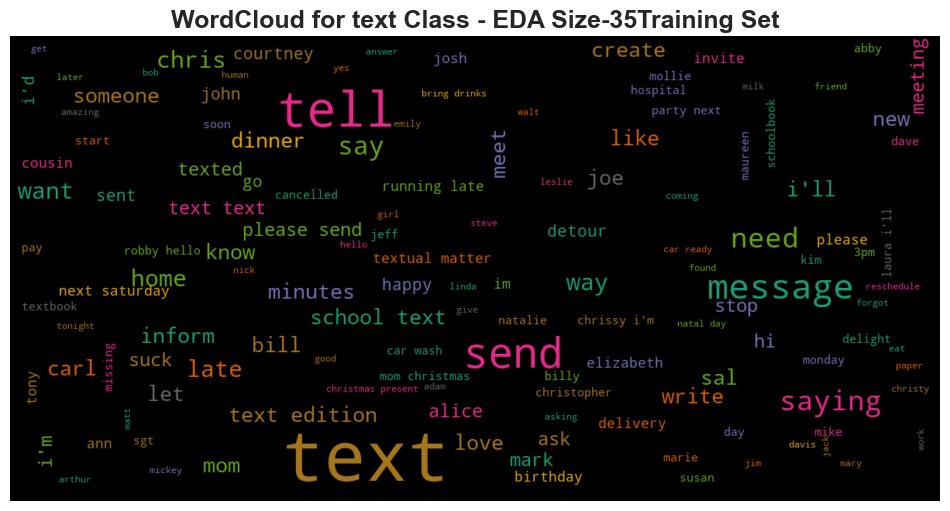 WordCloud for text Class - EDA Size-35Training Set
get
chris
courtney
answer
josh
create
invite
abby
meeting
later
bob
human
yes
mollie
hospital
milk
friend
i'd
someone
john
tell
bring drinks
amazing
soon
emily
walt
party next
schoolbook
new
start
dinner
say
meet
like
maureen
dave
cousin
texted
go
want
sent
cancelled
running late
leslie
joe
coming
i'll
text text
girl
steve
please send
jeff
detour
need
please
pay
robby hello
know
hello
textual matter
car ready
kim
3pm
laura i'll
home
nick
found
next saturday
minutes
happy
linda
im
way
message
reschedule
textbook
school text
give
natalie
chrissy i'm
stop
forgot
tonight
inform
bill
natal day
hi
delight
eat
missing
suck
good
car wash
send
elizabeth
monday
paper
carl
late
mom christmas
billy
sal
tony
let
christmas present
adam
christopher
write
saying
christy
matt
text edition
alice
asking
delivery
day
mike
i'm
ann
sgt
text
love
ask
davis
jack
work
mickey
mom
mark
marie
jim
mary
arthur
birthday
susan